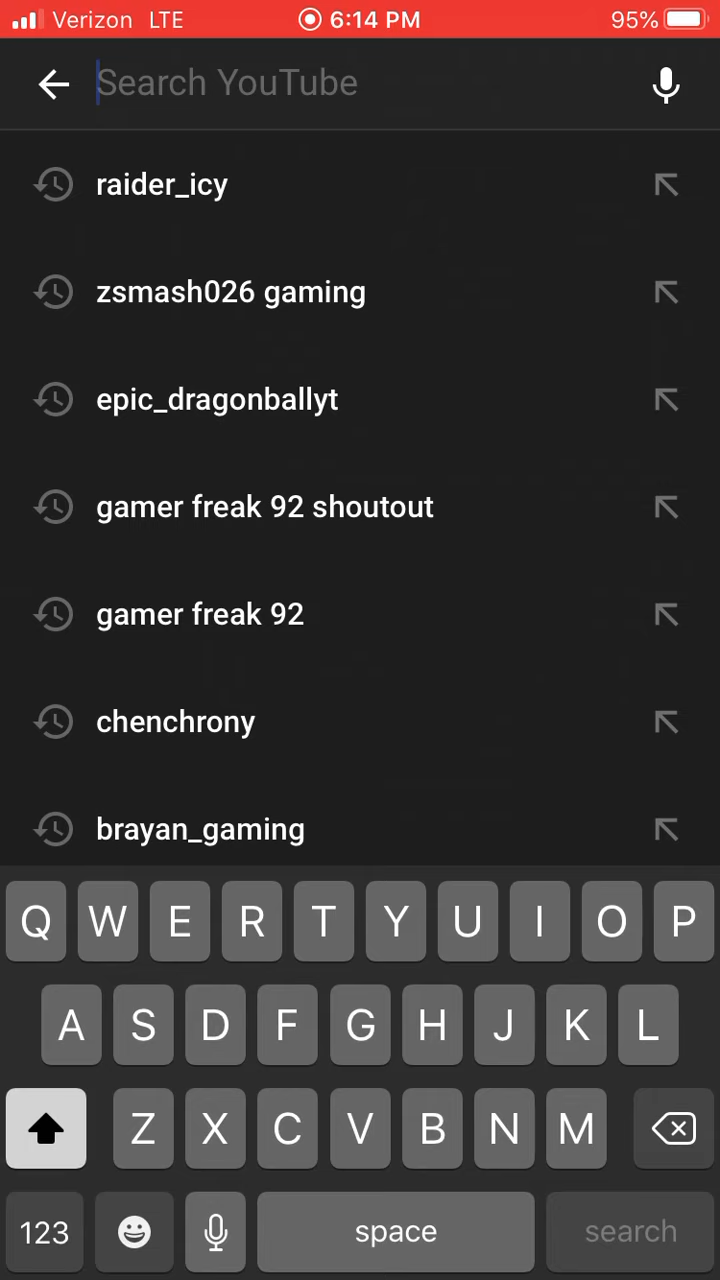 Verizon LTE 6:14 PM 95%
Search YouTube
raider_icy
zsmash026 gaming
epic_dragonballyt
gamer freak 92 shoutout
gamer freak 92
chenchrony
brayan_gaming
Q W E R T Y U I O P
A S D F G H J K L
Z X C V B N M
123 space search